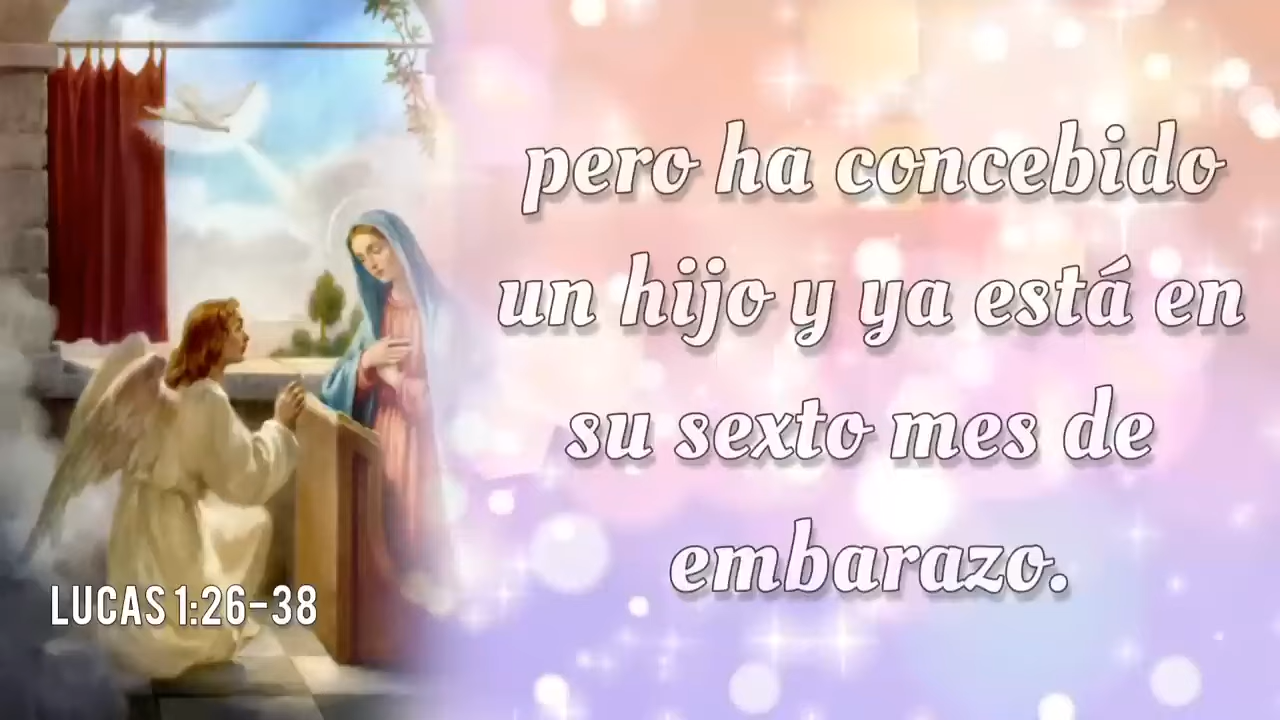 pero ha concebido
un hijo y ya está en
su sexto mes de
embarazo.
LUCAS 1:26-38